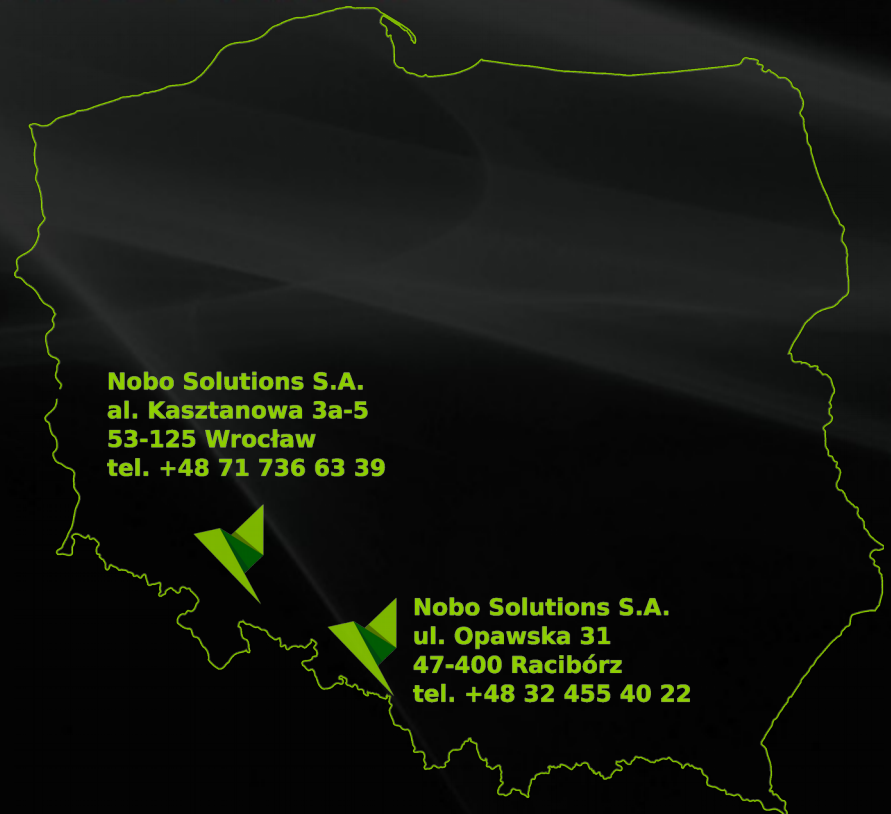 Nobo Solutions S.A.
al. Kasztanowa 3a-5
53-125 Wrocław
tel. +48 71 736 63 39
Nobo Solutions S.A.
ul. Opawska 31
47-400 Racibórz
tel. +48 32 455 40 22